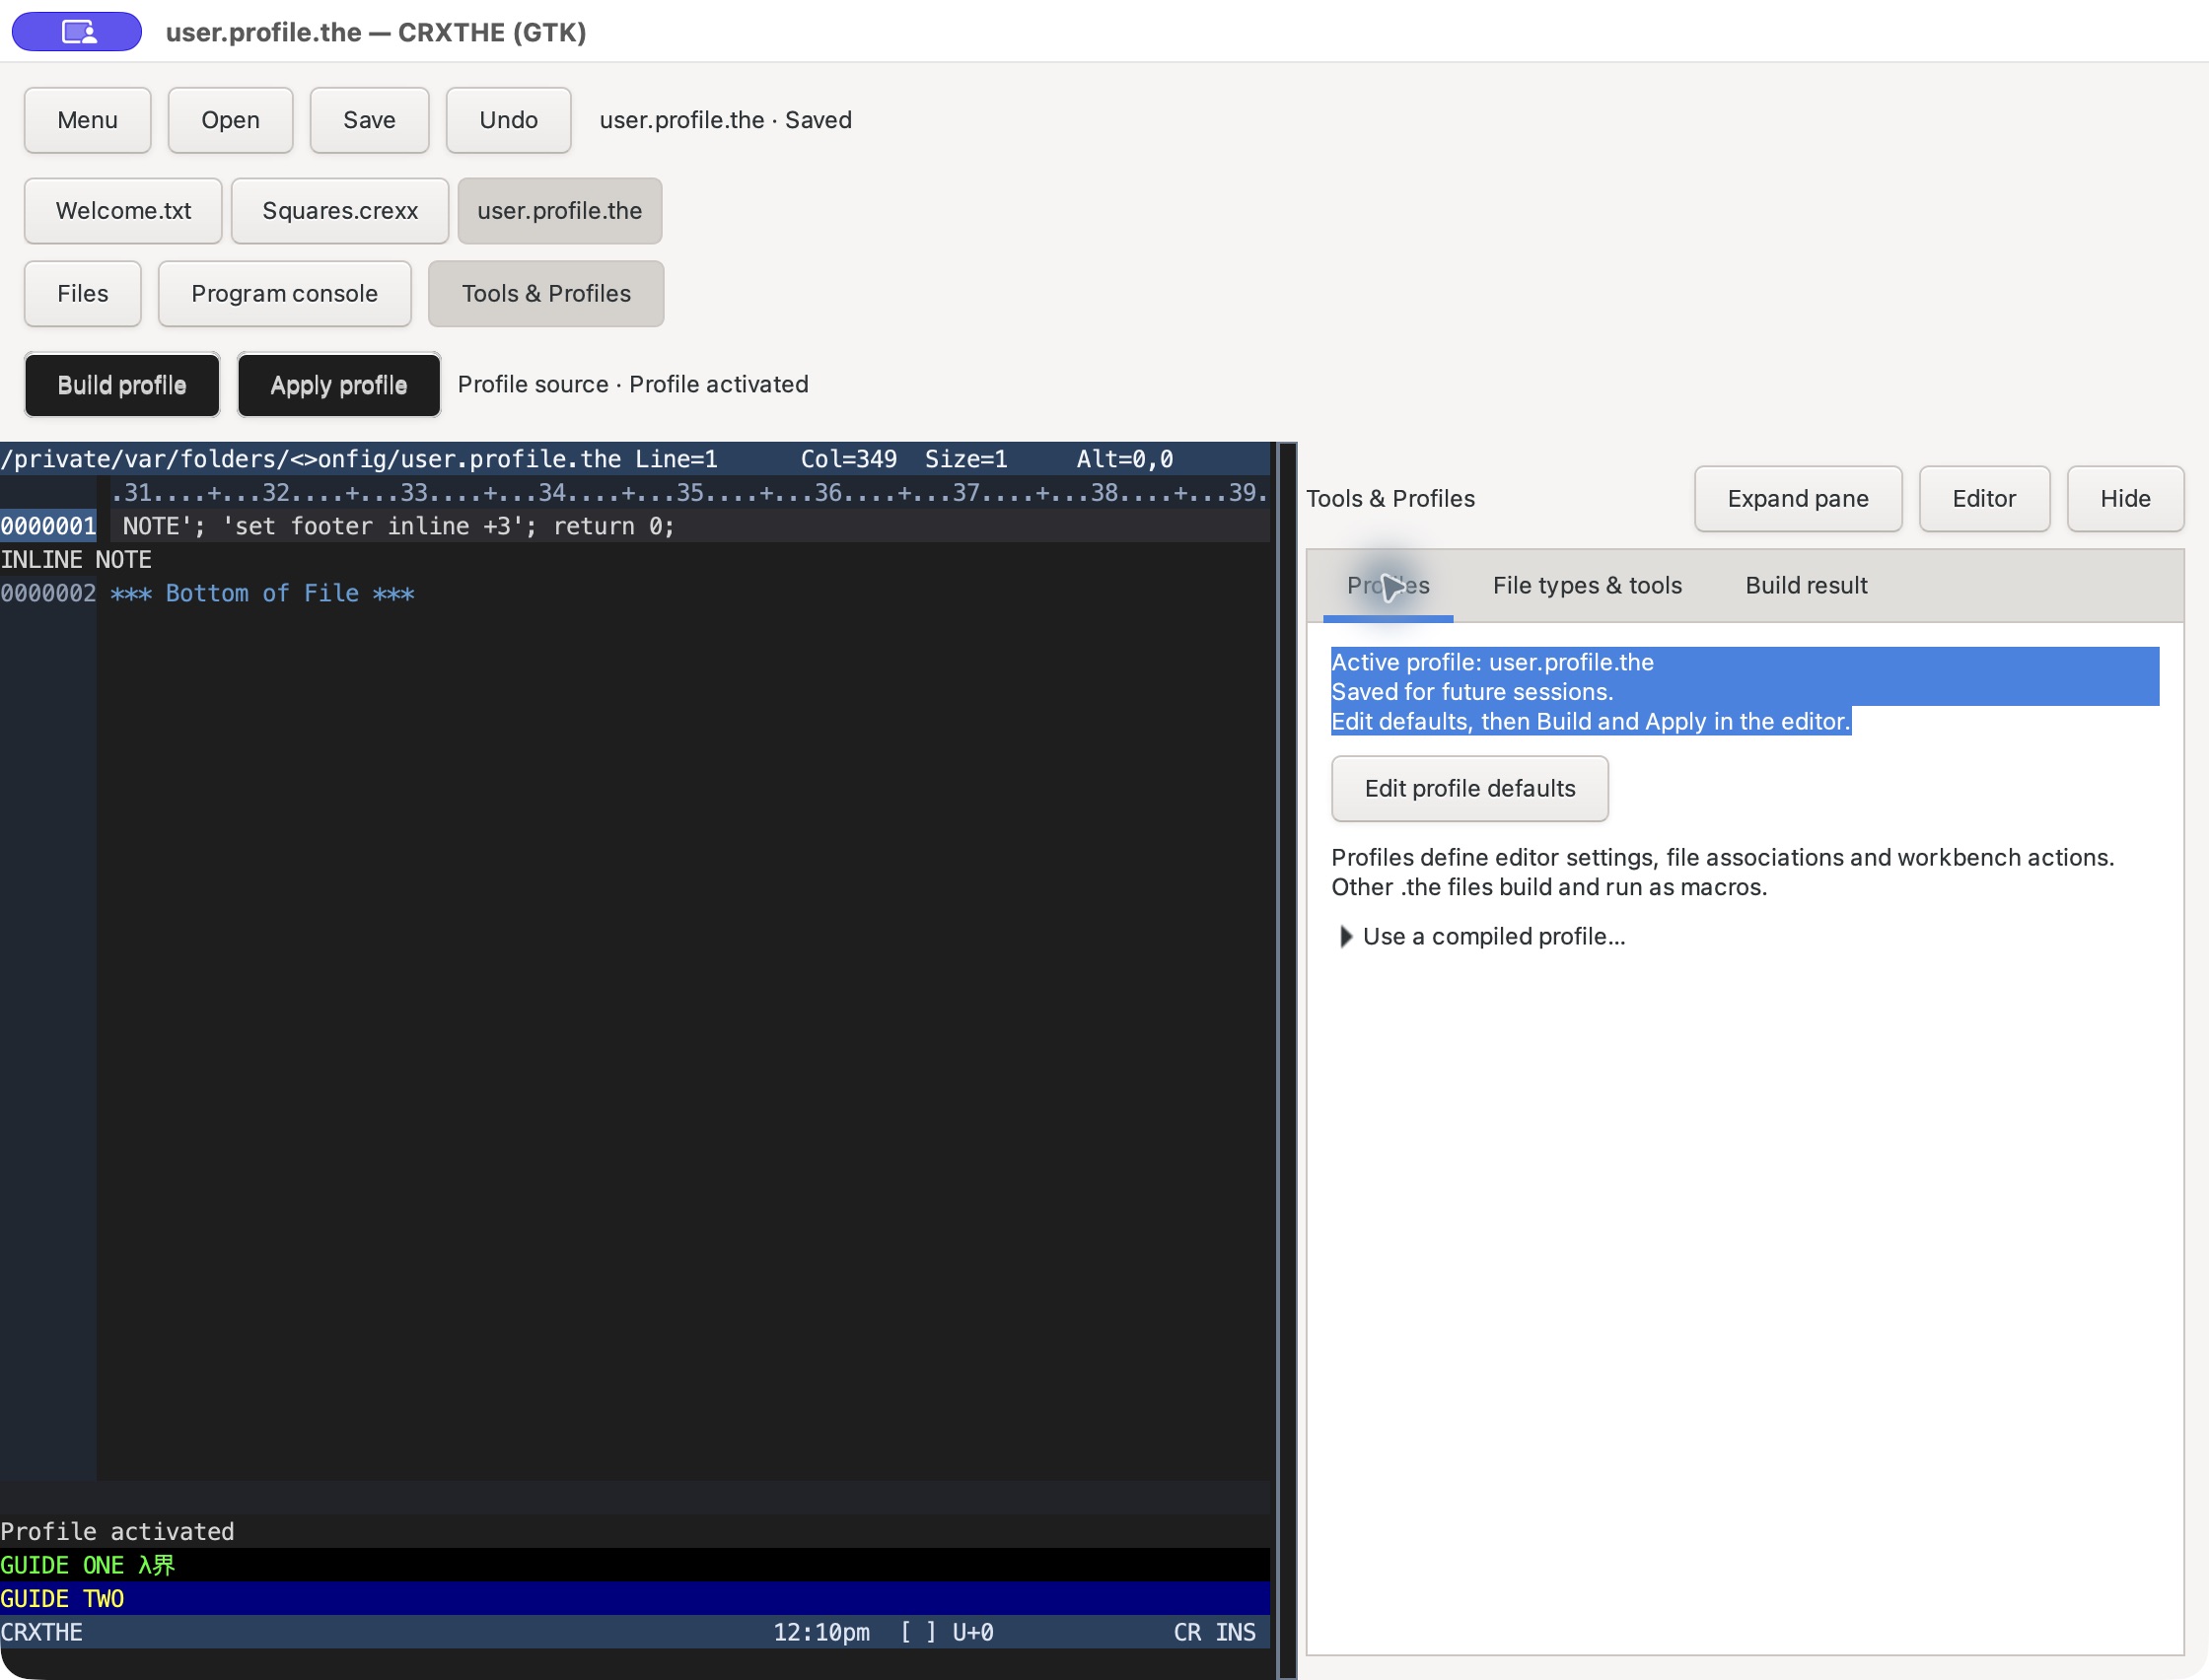 user.profile.the — CRXTHE (GTK)
Menu Open Save Undo user.profile.the · Saved
Welcome.txt Squares.crexx user.profile.the
Files Program console Tools & Profiles
Build profile Apply profile Profile source · Profile activated
/private/var/folders/<>onfig/user.profile.the Line=1 Col=349 Size=1 Alt=0,0
.31....+...32....+...33....+...34....+...35....+...36....+...37....+...38....+...39.
0000001 NOTE'; 'set footer inline +3'; return 0;
INLINE NOTE
0000002 *** Bottom of File ***
Profile activated
GUIDE ONE λ界
GUIDE TWO
CRXTHE 12:10pm [ ] U+0 CR INS
Tools & Profiles Expand pane Editor Hide
Profiles File types & tools Build result
Active profile: user.profile.the
Saved for future sessions.
Edit defaults, then Build and Apply in the editor.
Edit profile defaults
Profiles define editor settings, file associations and workbench actions.
Other .the files build and run as macros.
Use a compiled profile...